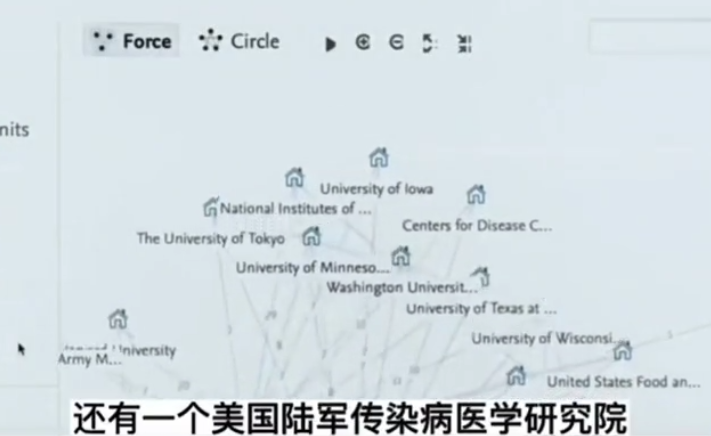 Force
Circle
nits
University of Iowa
National Institutes of ...
Centers for Disease C...
The University of Tokyo
University of Minneso...
Washington Universit...
University of Texas at ...
University of Wisconsi...
University
Army M...
United States Food an...
还有一个美国陆军传染病医学研究院